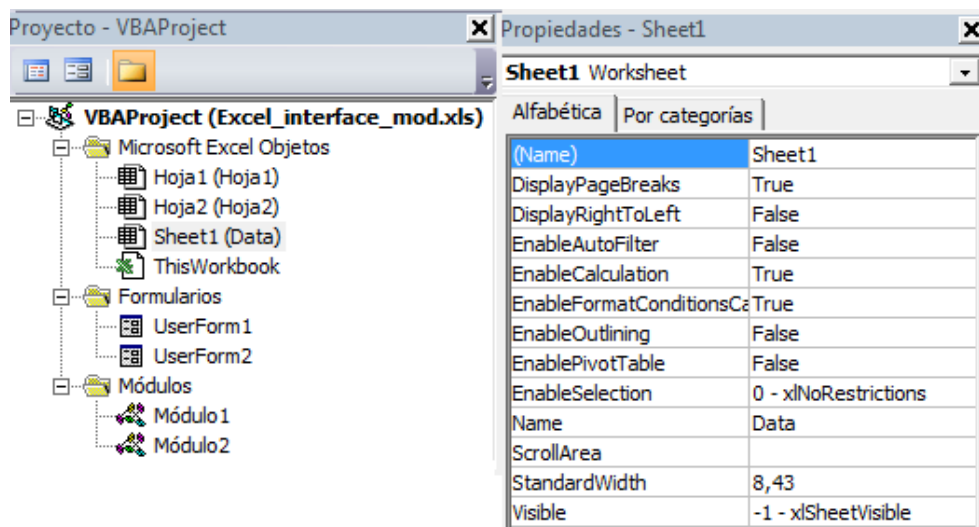 Proyecto - VBAProject
VBAProject (Excel_interface_mod.xls)
Microsoft Excel Objetos
Hoja1 (Hoja1)
Hoja2 (Hoja2)
Sheet1 (Data)
ThisWorkbook
Formularios
UserForm1
UserForm2
Módulos
Módulo1
Módulo2
Propiedades - Sheet1
Sheet1 Worksheet
Alfabética Por categorías
(Name) Sheet1
DisplayPageBreaks True
DisplayRightToLeft False
EnableAutoFilter False
EnableCalculation True
EnableFormatConditionsCa True
EnableOutlining False
EnablePivotTable False
EnableSelection 0 - xlNoRestrictions
Name Data
ScrollArea
StandardWidth 8,43
Visible -1 - xlSheetVisible